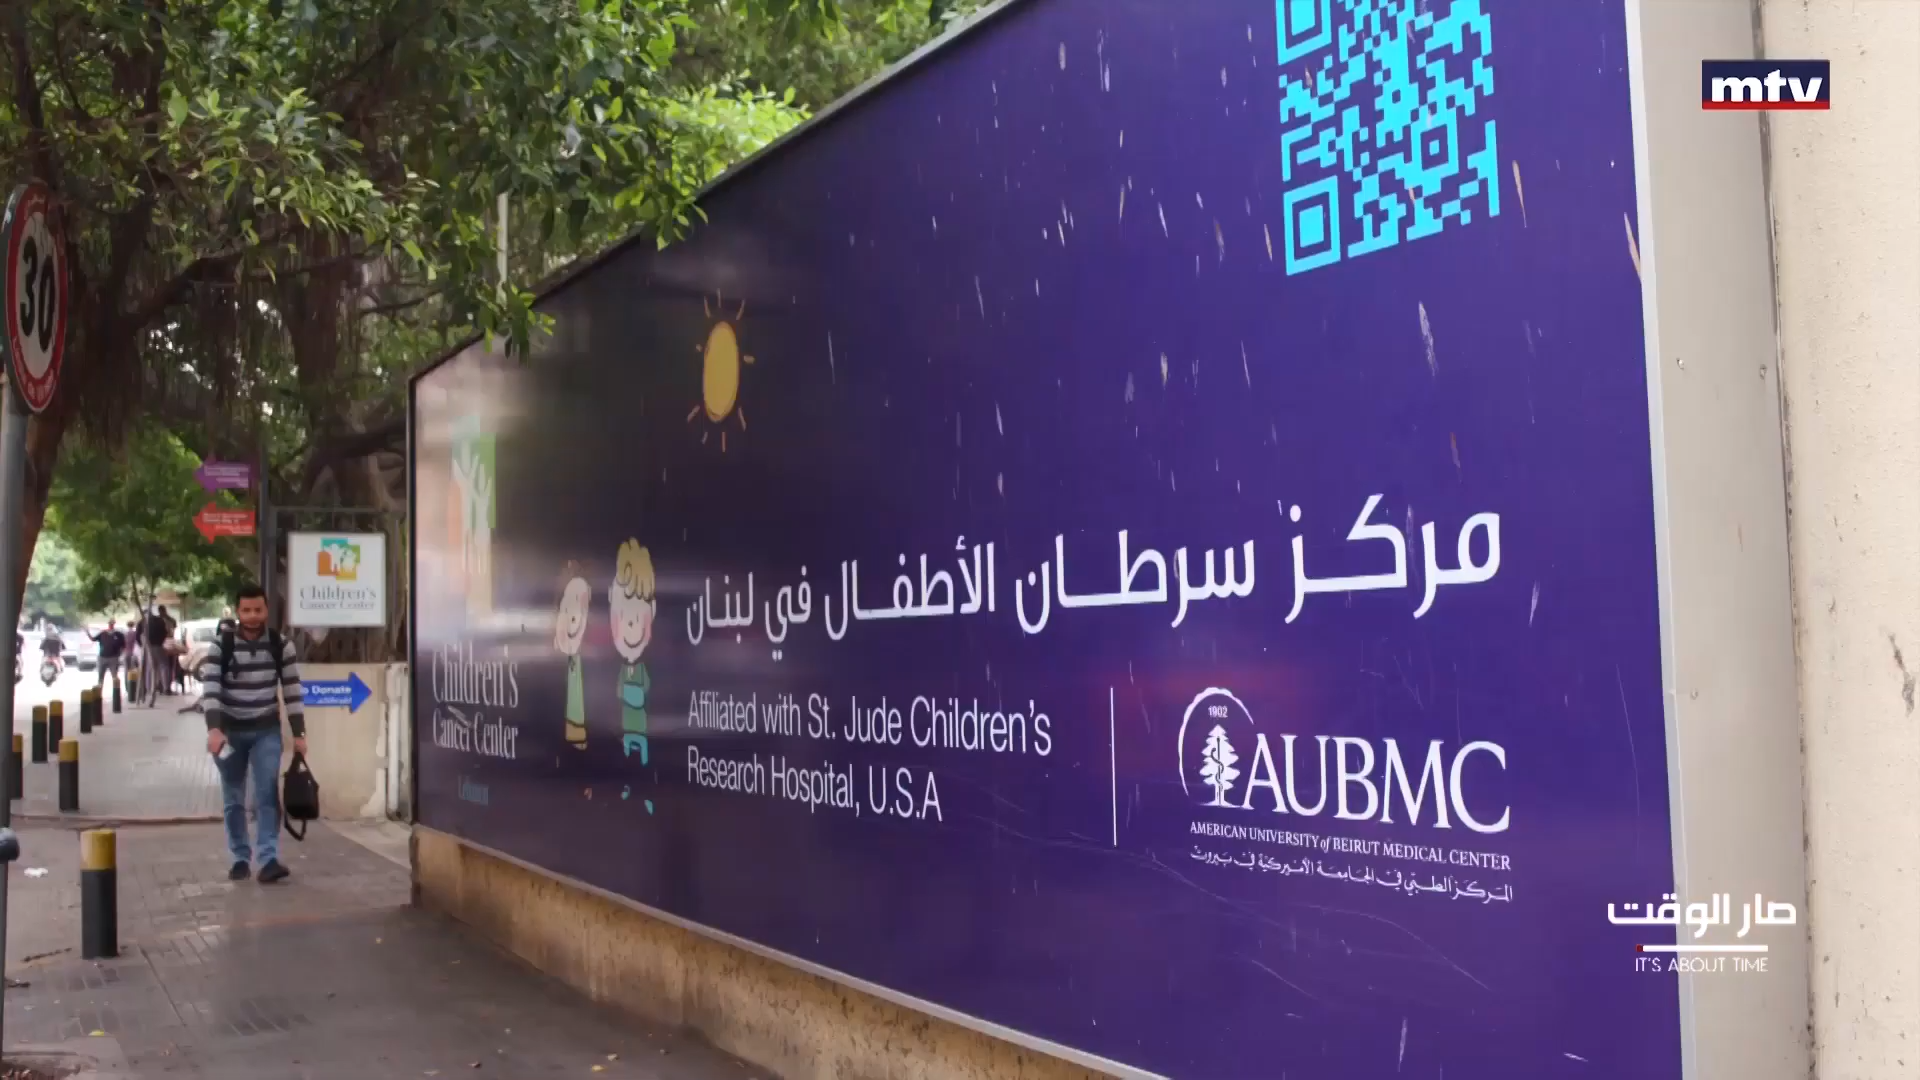 mtv
30
Children's
Cancer Center
to Donate
Children's
Cancer Center
Lebanon
مركز سرطان الأطفال في لبنان
Affiliated with St. Jude Children's
Research Hospital, U.S.A
1902
AUBMC
AMERICAN UNIVERSITY of BEIRUT MEDICAL CENTER
المركز الطبي في الجامعة الأميركية في بيروت
صار الوقت
IT'S ABOUT TIME